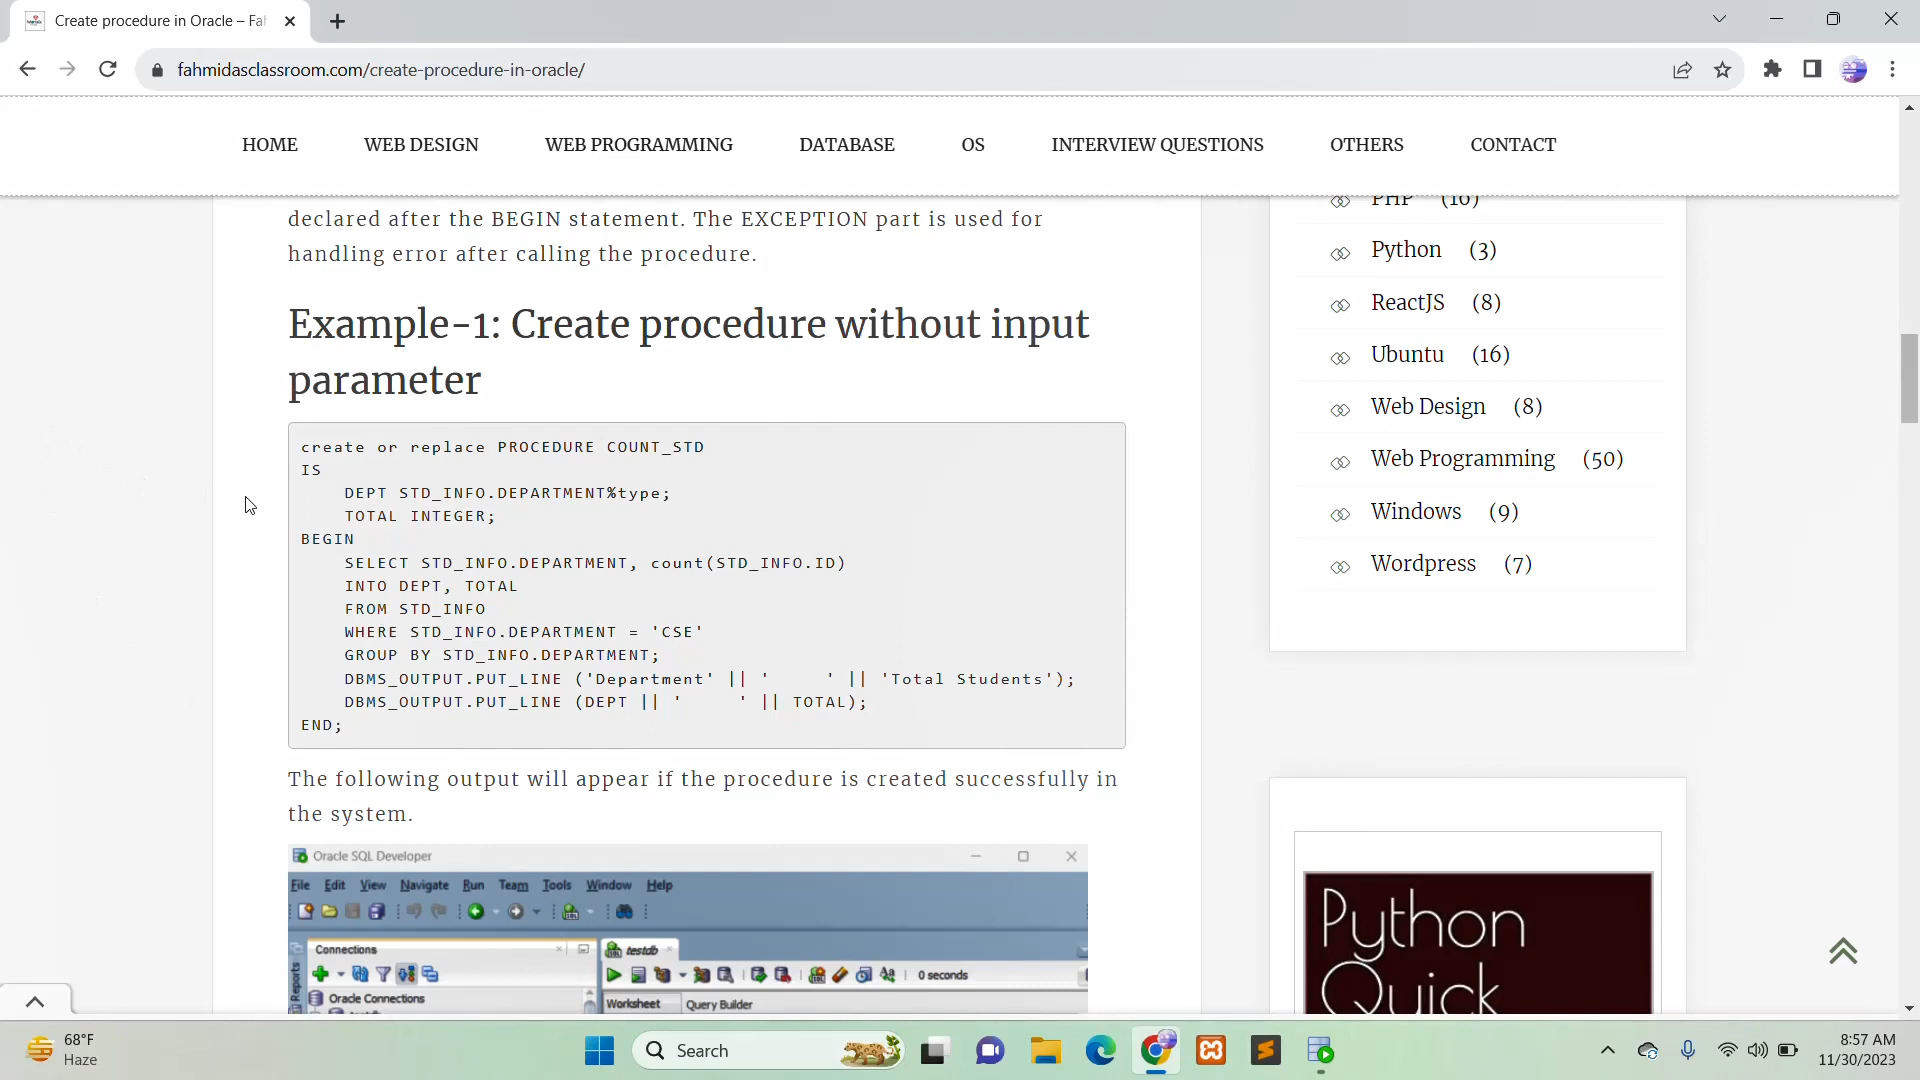 Create procedure in Oracle – Fah
fahmidasclassroom.com/create-procedure-in-oracle/
HOME WEB DESIGN WEB PROGRAMMING DATABASE OS INTERVIEW QUESTIONS OTHERS CONTACT
declared after the BEGIN statement. The EXCEPTION part is used for
handling error after calling the procedure.
Example-1: Create procedure without input
parameter
create or replace PROCEDURE COUNT_STD
IS
DEPT STD_INFO.DEPARTMENT%type;
TOTAL INTEGER;
BEGIN
SELECT STD_INFO.DEPARTMENT, count(STD_INFO.ID)
INTO DEPT, TOTAL
FROM STD_INFO
WHERE STD_INFO.DEPARTMENT = 'CSE'
GROUP BY STD_INFO.DEPARTMENT;
DBMS_OUTPUT.PUT_LINE ('Department' || '     ' || 'Total Students');
DBMS_OUTPUT.PUT_LINE (DEPT || '     ' || TOTAL);
END;
The following output will appear if the procedure is created successfully in
the system.
Oracle SQL Developer
File Edit View Navigate Run Team Tools Window Help
Connections
testdb
0 seconds
Reports
Oracle Connections
Worksheet Query Builder
PHP (16)
Python (3)
ReactJS (8)
Ubuntu (16)
Web Design (8)
Web Programming (50)
Windows (9)
Wordpress (7)
Python
Quick
68°F
Haze
Search
8:57 AM
11/30/2023